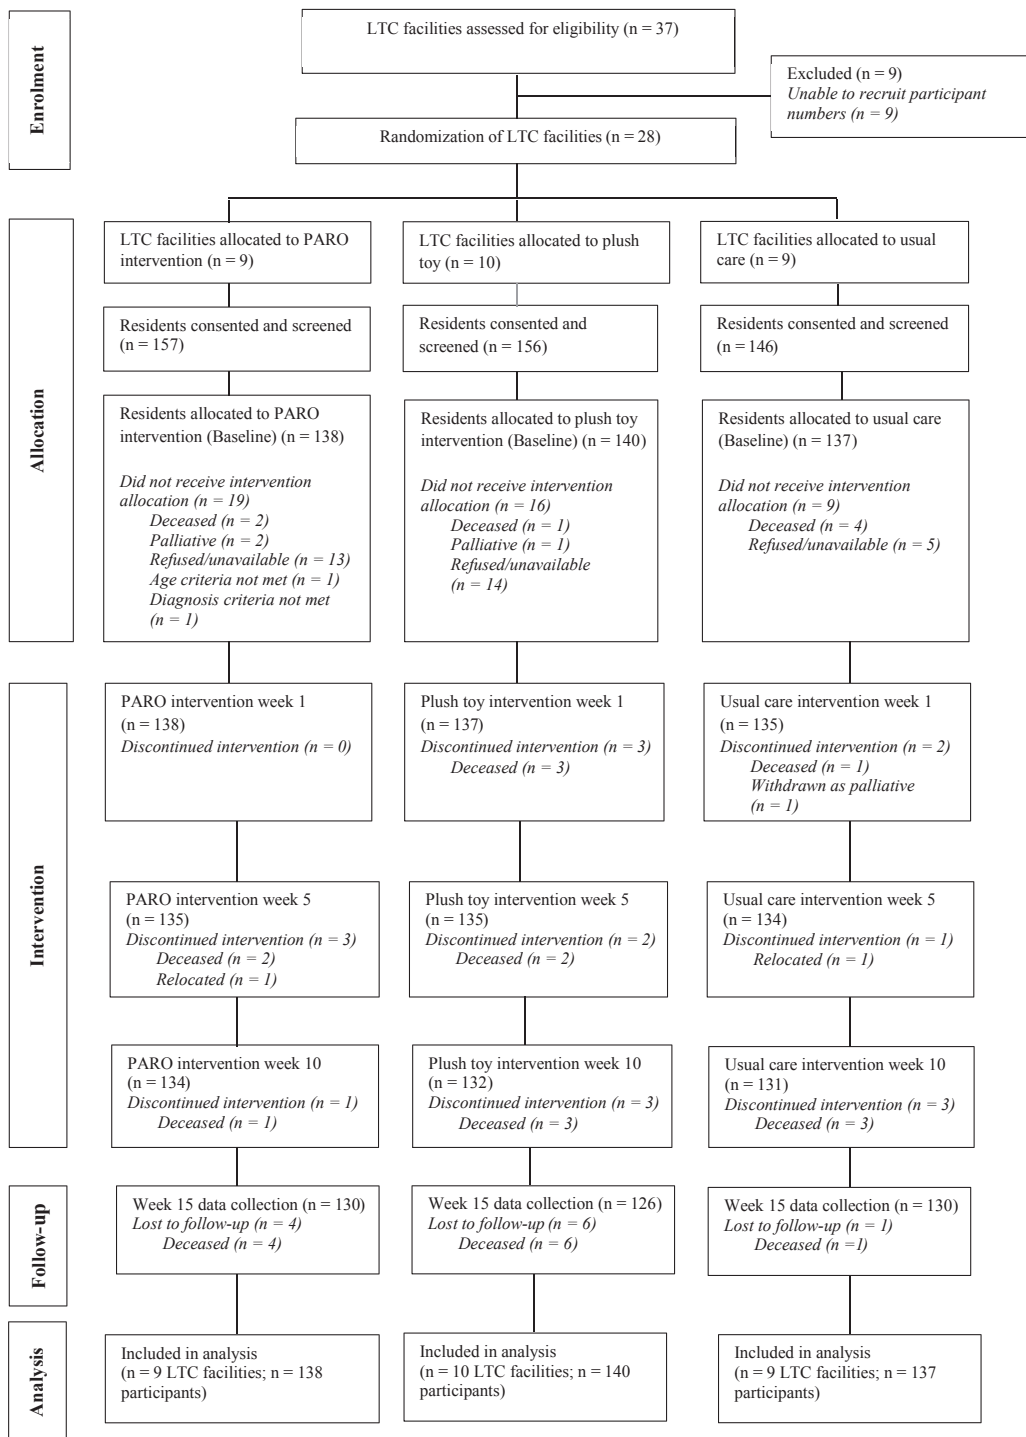 Enrolment
LTC facilities assessed for eligibility (n = 37)
Excluded (n = 9)
Unable to recruit participant
numbers (n = 9)
Randomization of LTC facilities (n = 28)
Allocation
LTC facilities allocated to PARO
intervention (n = 9)
LTC facilities allocated to plush
toy (n = 10)
LTC facilities allocated to usual
care (n = 9)
Residents consented and screened
(n = 157)
Residents consented and
screened (n = 156)
Residents consented and screened
(n = 146)
Residents allocated to PARO
intervention (Baseline) (n = 138)
Did not receive intervention
allocation (n = 19)
Deceased (n = 2)
Palliative (n = 2)
Refused/unavailable (n = 13)
Age criteria not met (n = 1)
Diagnosis criteria not met
(n = 1)
Residents allocated to plush toy
intervention (Baseline) (n = 140)
Did not receive intervention
allocation (n = 16)
Deceased (n = 1)
Palliative (n = 1)
Refused/unavailable
(n = 14)
Residents allocated to usual care
(Baseline) (n = 137)
Did not receive intervention
allocation (n = 9)
Deceased (n = 4)
Refused/unavailable (n = 5)
Intervention
PARO intervention week 1
(n = 138)
Discontinued intervention (n = 0)
Plush toy intervention week 1
(n = 137)
Discontinued intervention (n = 3)
Deceased (n = 3)
Usual care intervention week 1
(n = 135)
Discontinued intervention (n = 2)
Deceased (n = 1)
Withdrawn as palliative
(n = 1)
PARO intervention week 5
(n = 135)
Discontinued intervention (n = 3)
Deceased (n = 2)
Relocated (n = 1)
Plush toy intervention week 5
(n = 135)
Discontinued intervention (n = 2)
Deceased (n = 2)
Usual care intervention week 5
(n = 134)
Discontinued intervention (n = 1)
Relocated (n = 1)
PARO intervention week 10
(n = 134)
Discontinued intervention (n = 1)
Deceased (n = 1)
Plush toy intervention week 10
(n = 132)
Discontinued intervention (n = 3)
Deceased (n = 3)
Usual care intervention week 10
(n = 131)
Discontinued intervention (n = 3)
Deceased (n = 3)
Follow-up
Week 15 data collection (n = 130)
Lost to follow-up (n = 4)
Deceased (n = 4)
Week 15 data collection (n = 126)
Lost to follow-up (n = 6)
Deceased (n = 6)
Week 15 data collection (n = 130)
Lost to follow-up (n = 1)
Deceased (n =1)
Analysis
Included in analysis
(n = 9 LTC facilities; n = 138
participants)
Included in analysis
(n = 10 LTC facilities; n = 140
participants)
Included in analysis
(n = 9 LTC facilities; n = 137
participants)